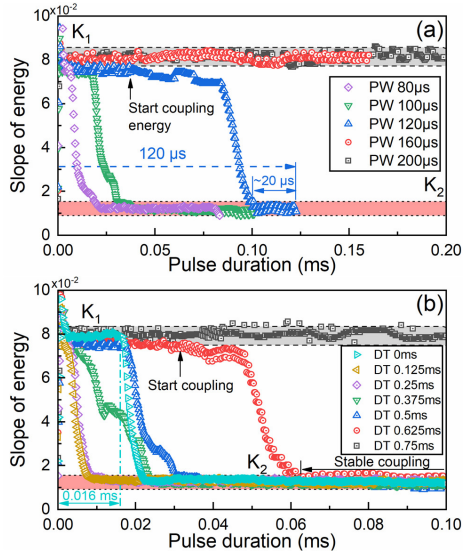 10 ×10⁻²
(a)
K₁
8
Start coupling
energy
PW 80μs
PW 100μs
PW 120μs
PW 160μs
PW 200μs
6
4
120 μs
~20 μs
K₂
2
0
Slope of energy
0.00 0.05 0.10 0.15 0.20
Pulse duration (ms)
10 ×10⁻²
(b)
K₁
8
Start coupling
DT 0ms
DT 0.125ms
DT 0.25ms
DT 0.375ms
DT 0.5ms
DT 0.625ms
DT 0.75ms
6
4
K₂
Stable coupling
2
0.016 ms
0
Slope of energy
0.00 0.02 0.04 0.06 0.08 0.10
Pulse duration (ms)